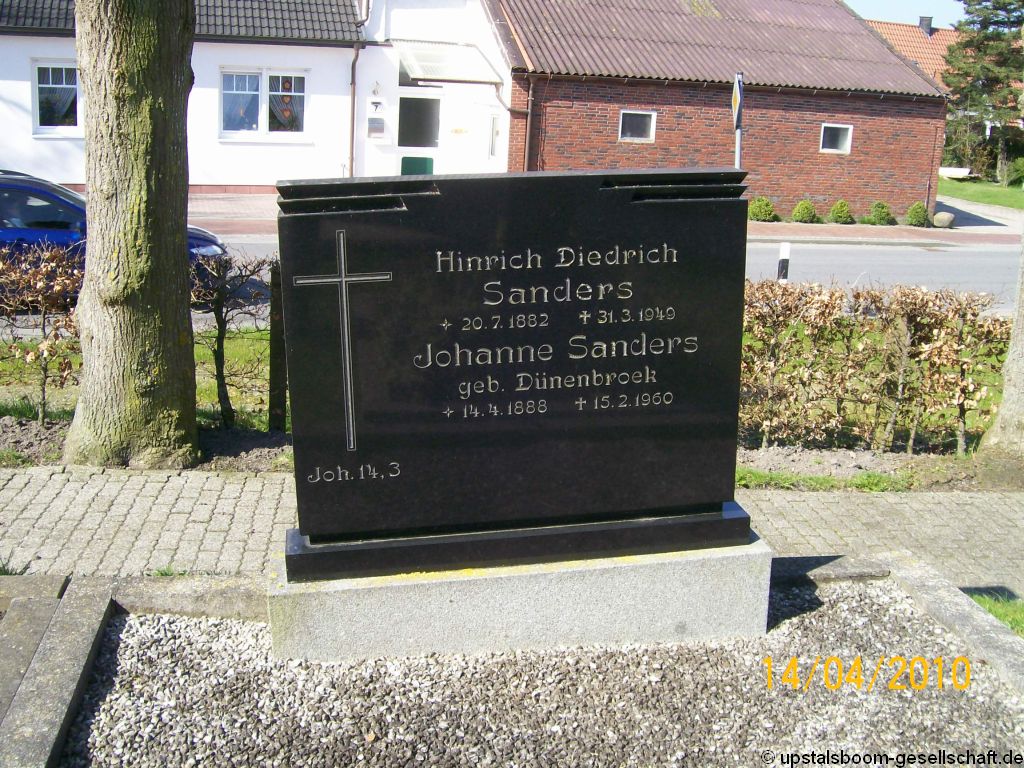 Hinrich Diedrich
Sanders
* 20.7.1882 † 31.3.1949
Johanne Sanders
geb. Dünenbroek
* 14.4.1888 † 15.2.1960
Joh. 14,3
14/04/2010
© upstalsboom-gesellschaft.de